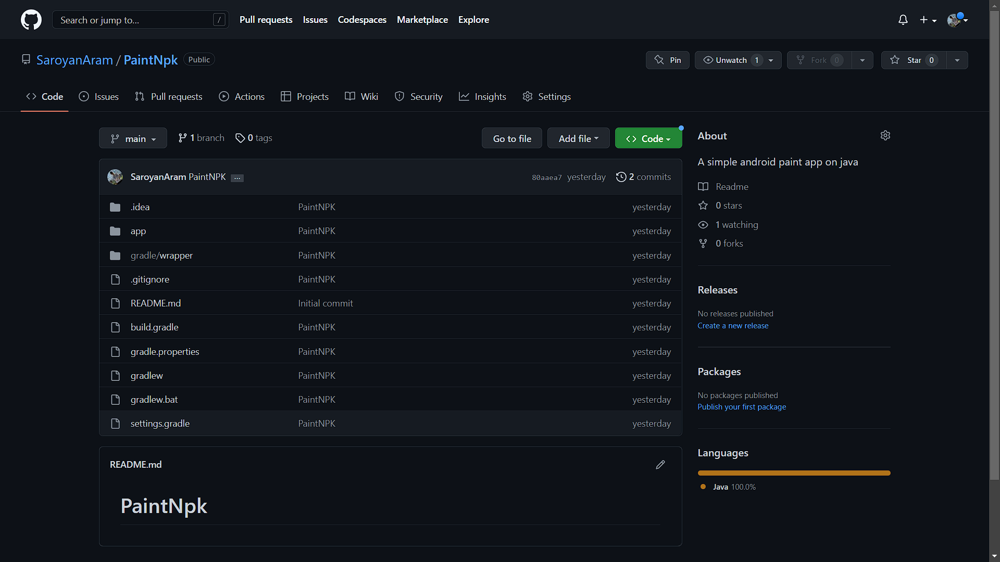 Search or jump to... /
Pull requests Issues Codespaces Marketplace Explore
SaroyanAram / PaintNpk Public
Pin Unwatch 1 Fork 0 Star 0
Code Issues Pull requests Actions Projects Wiki Security Insights Settings
main 1 branch 0 tags Go to file Add file Code
SaroyanAram PaintNPK ... 80aaea7 yesterday 2 commits
.idea PaintNPK yesterday
app PaintNPK yesterday
gradle/wrapper PaintNPK yesterday
.gitignore PaintNPK yesterday
README.md Initial commit yesterday
build.gradle PaintNPK yesterday
gradle.properties PaintNPK yesterday
gradlew PaintNPK yesterday
gradlew.bat PaintNPK yesterday
settings.gradle PaintNPK yesterday
README.md
PaintNpk
About
A simple android paint app on java
Readme
0 stars
1 watching
0 forks
Releases
No releases published
Create a new release
Packages
No packages published
Publish your first package
Languages
Java 100.0%